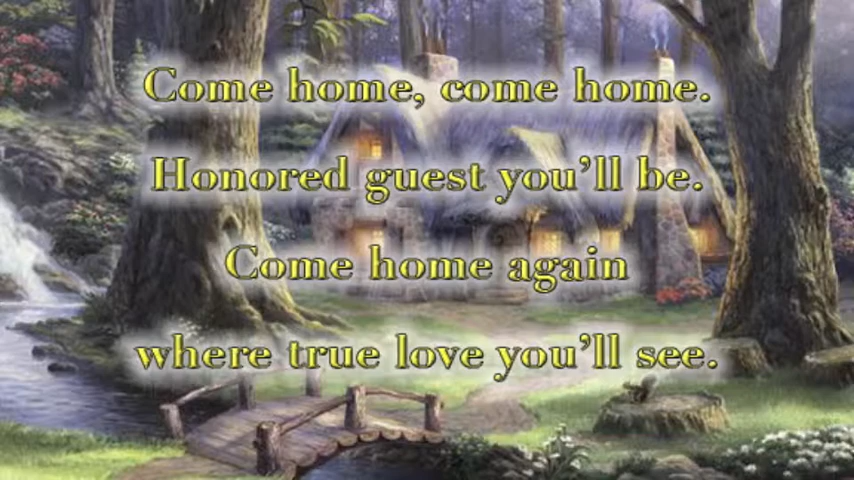 Come home, come home.
Honored guest you’ll be.
Come home again
where true love you’ll see.